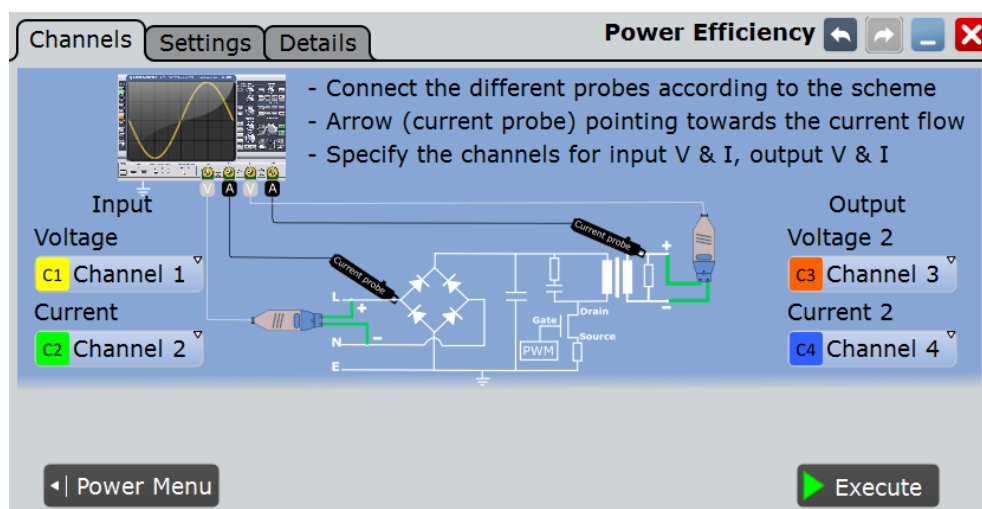 Channels
Settings
Details
Power Efficiency
- Connect the different probes according to the scheme
- Arrow (current probe) pointing towards the current flow
- Specify the channels for input V & I, output V & I
V A V A
Input
Voltage
C1 Channel 1
Current
C2 Channel 2
Output
Voltage 2
C3 Channel 3
Current 2
C4 Channel 4
Current probe
Current probe
+
-
L
+
N
-
E
Drain
Gate
Source
PWM
Power Menu
Execute